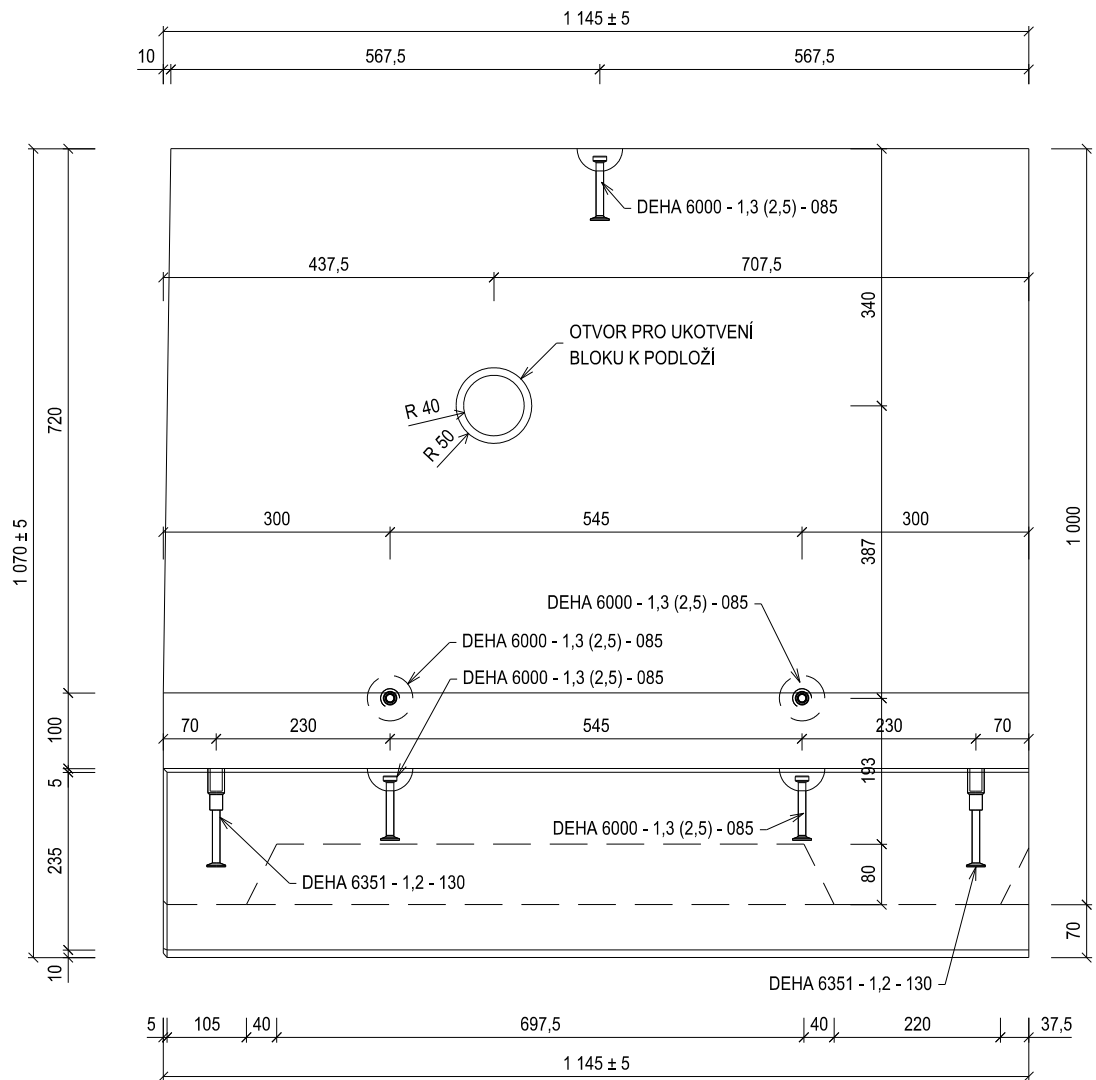 1 145 ± 5
10
567,5
567,5
DEHA 6000 - 1,3 (2,5) - 085
437,5
707,5
340
OTVOR PRO UKOTVENÍ
BLOKU K PODLOŽÍ
R 40
R 50
720
1 070 ± 5
1 000
300
545
300
387
DEHA 6000 - 1,3 (2,5) - 085
DEHA 6000 - 1,3 (2,5) - 085
DEHA 6000 - 1,3 (2,5) - 085
100
70
230
545
230
70
193
5
DEHA 6000 - 1,3 (2,5) - 085
235
DEHA 6351 - 1,2 - 130
80
70
10
DEHA 6351 - 1,2 - 130
5
105
40
697,5
40
220
37,5
1 145 ± 5